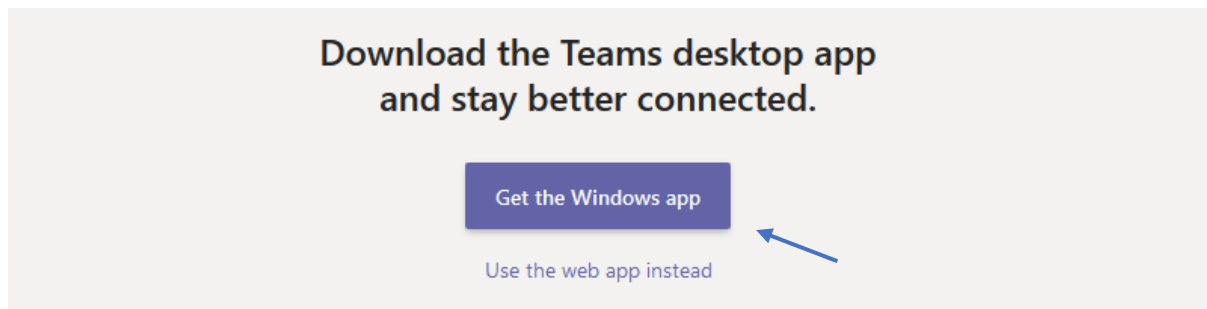 Download the Teams desktop app
and stay better connected.
Get the Windows app
Use the web app instead